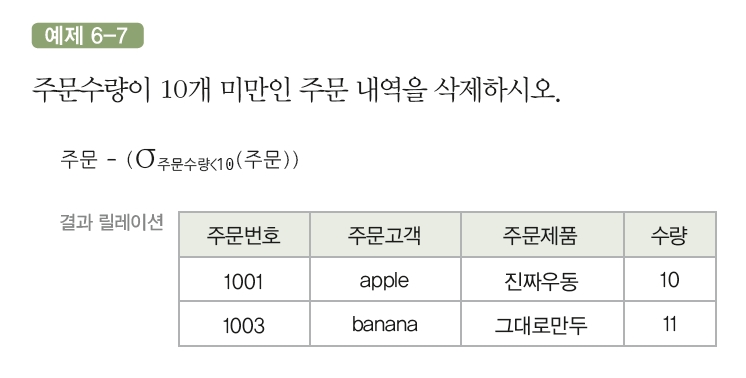 예제 6-7
주문수량이 10개 미만인 주문 내역을 삭제하시오.
주문 - (σ주문수량<10(주문))
결과 릴레이션
주문번호 주문고객 주문제품 수량
1001 apple 진짜우동 10
1003 banana 그대로만두 11